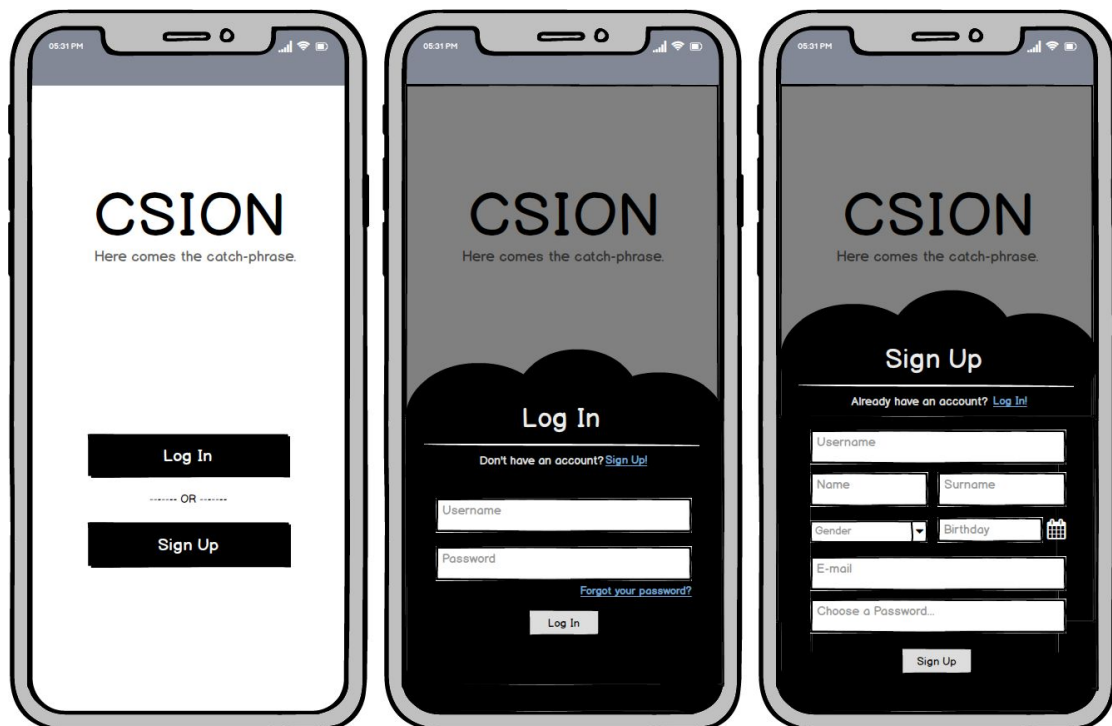 05:31 PM
CSION
Here comes the catch-phrase.
Log In
------- OR -------
Sign Up
05:31 PM
CSION
Here comes the catch-phrase.
Log In
Don't have an account? Sign Up!
Username
Password
Forgot your password?
Log In
05:31 PM
CSION
Here comes the catch-phrase.
Sign Up
Already have an account? Log In!
Username
Name Surname
Gender Birthday
E-mail
Choose a Password...
Sign Up